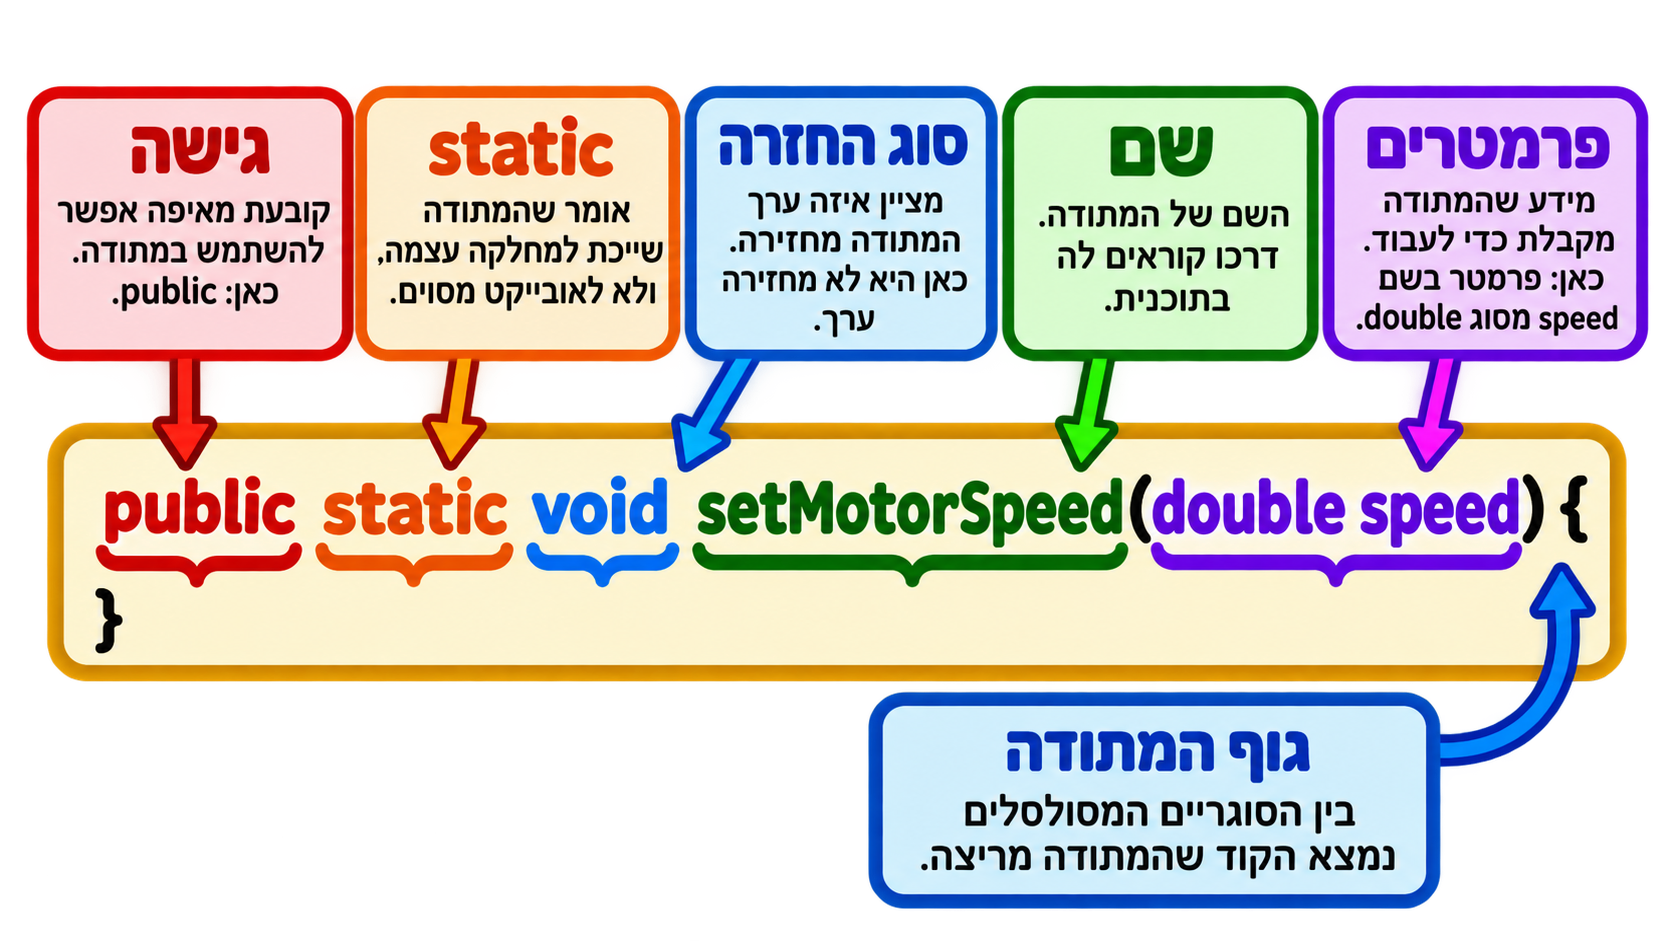 גישה
קובעת מאיפה אפשר
להשתמש במתודה.
כאן: public.
static
אומר שהמתודה
שייכת למחלקה עצמה,
ולא לאובייקט מסוים.
סוג החזרה
מציין איזה ערך
המתודה מחזירה.
כאן היא לא מחזירה
ערך.
שם
השם של המתודה.
דרכו קוראים לה
בתוכנית.
פרמטרים
מידע שהמתודה
מקבלת כדי לעבוד.
כאן: פרמטר בשם
speed מסוג double.
public static void setMotorSpeed(double speed) {
}
גוף המתודה
בין הסוגריים המסולסלים
נמצא הקוד שהמתודה מריצה.